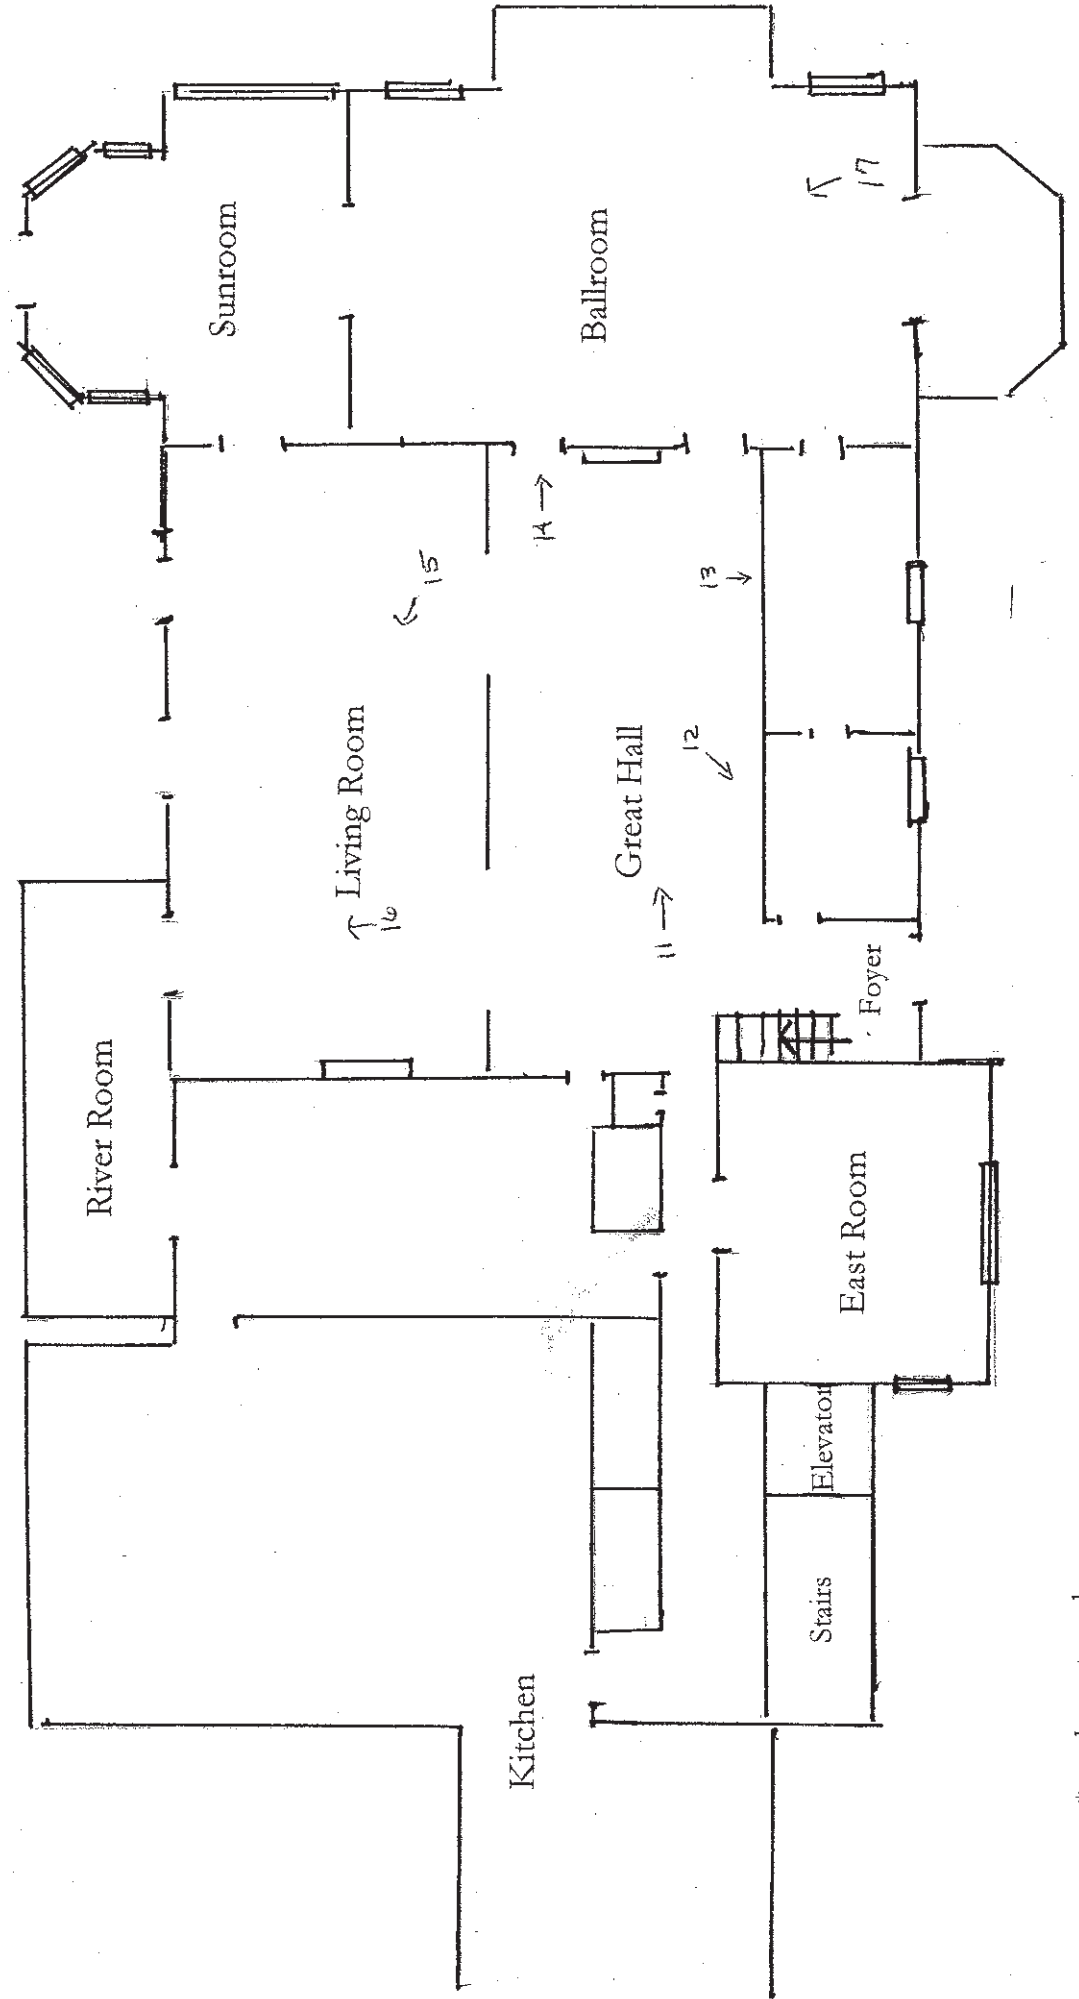 Sunroom
Ballroom
17
14
15
13
12
Living Room
16
Great Hall
11
Foyer
River Room
East Room
Elevator
Stairs
Kitchen